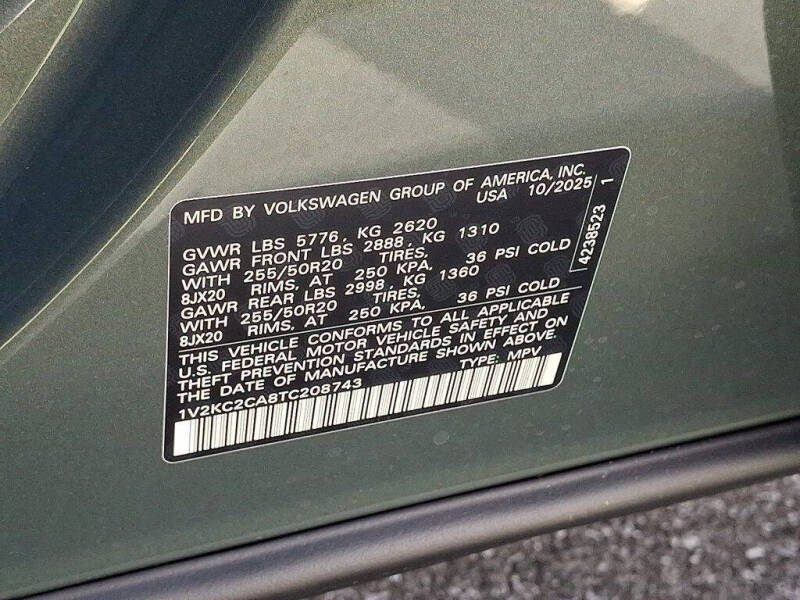 MFD BY VOLKSWAGEN GROUP OF AMERICA, INC.
USA 10/2025
GVWR LBS 5776, KG 2620
GAWR FRONT LBS 2888, KG 1310
WITH 255/50R20 TIRES,
8JX20 RIMS, AT 250 KPA, 36 PSI COLD
GAWR REAR LBS 2998, KG 1360
WITH 255/50R20 TIRES,
8JX20 RIMS, AT 250 KPA, 36 PSI COLD
THIS VEHICLE CONFORMS TO ALL APPLICABLE
U.S. FEDERAL MOTOR VEHICLE SAFETY AND
THEFT PREVENTION STANDARDS IN EFFECT ON
THE DATE OF MANUFACTURE SHOWN ABOVE.
TYPE: MPV
1V2KC2CA8TC208743
4238523 1